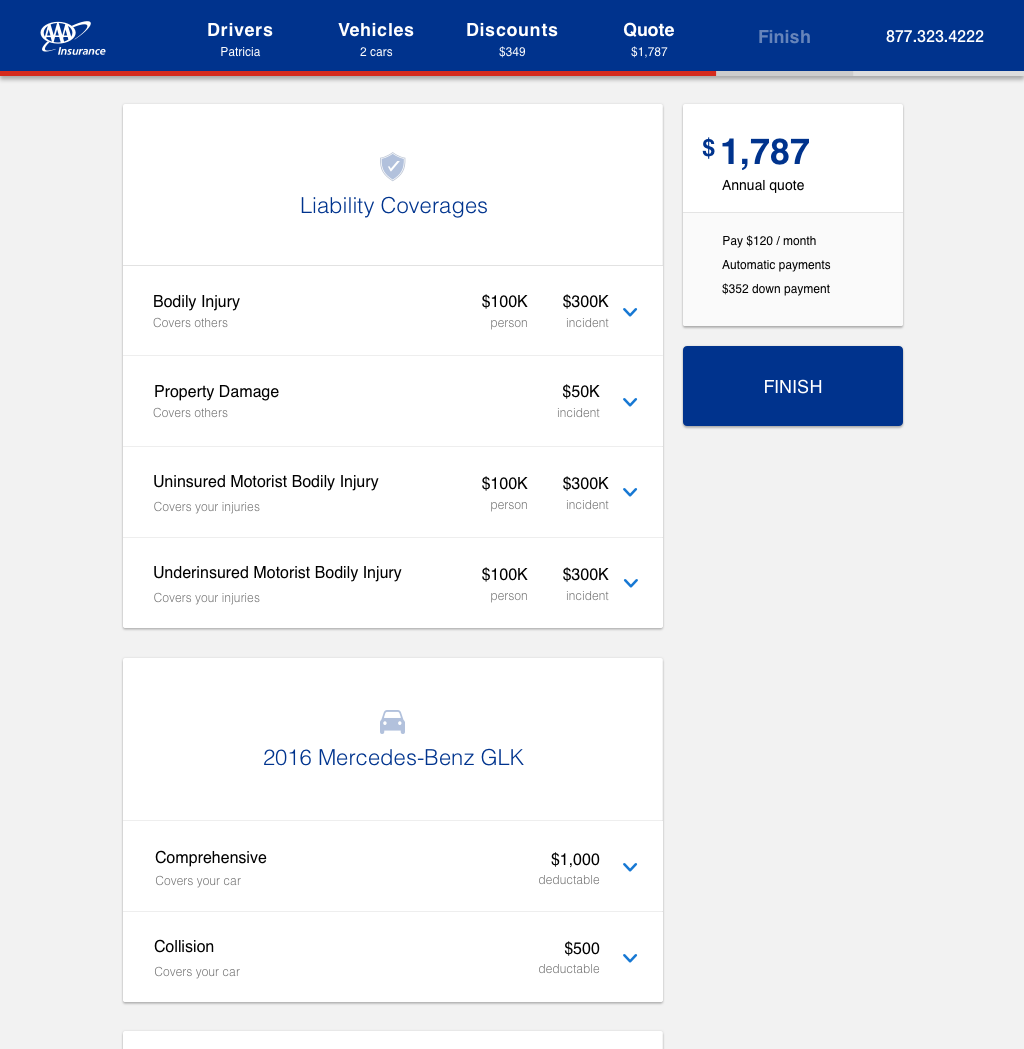 AAA
Insurance
Drivers
Patricia
Vehicles
2 cars
Discounts
$349
Quote
$1,787
Finish
877.323.4222
Liability Coverages
Bodily Injury
Covers others
$100K
person
$300K
incident
Property Damage
Covers others
$50K
incident
Uninsured Motorist Bodily Injury
Covers your injuries
$100K
person
$300K
incident
Underinsured Motorist Bodily Injury
Covers your injuries
$100K
person
$300K
incident
$1,787
Annual quote
Pay $120 / month
Automatic payments
$352 down payment
FINISH
2016 Mercedes-Benz GLK
Comprehensive
Covers your car
$1,000
deductable
Collision
Covers your car
$500
deductable